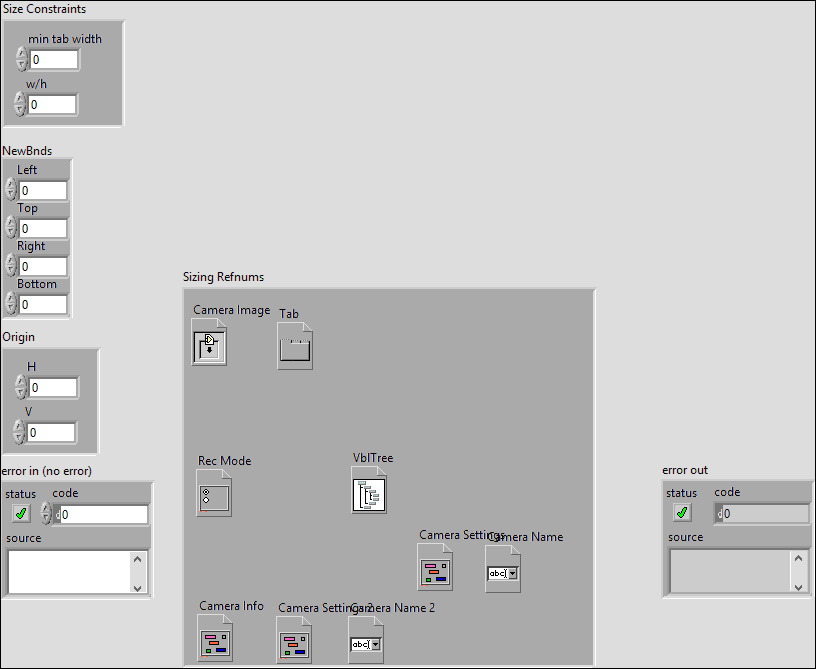 Size Constraints
min tab width
0
w/h
0
NewBnds
Left
0
Top
0
Right
0
Bottom
0
Origin
H
0
V
0
error in (no error)
status code
d0
source
Sizing Refnums
Camera Image Tab
Rec Mode VblTree
Camera Settings Camera Name
abc
Camera Info Camera Settings 2 Camera Name 2
abc
error out
status code
d0
source